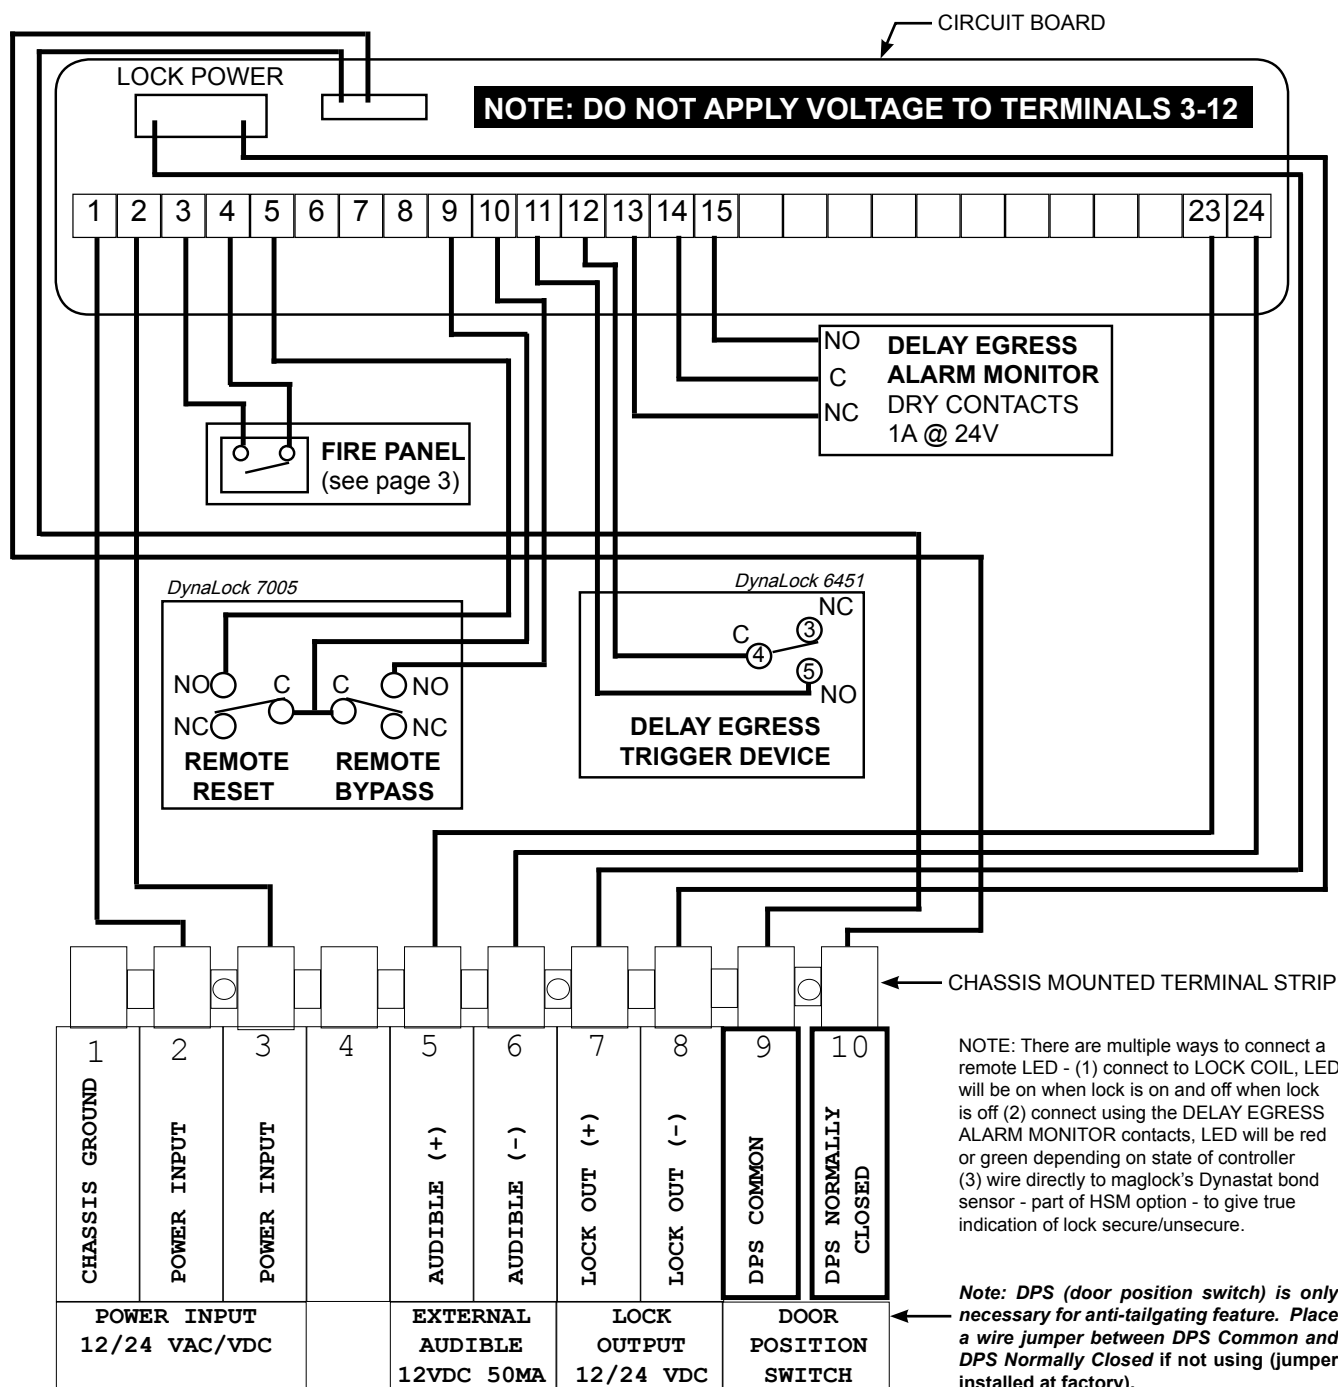 CIRCUIT BOARD
LOCK POWER
NOTE: DO NOT APPLY VOLTAGE TO TERMINALS 3-12
1 2 3 4 5 6 7 8 9 10 11 12 13 14 15 23 24
NO
C
NC
DELAY EGRESS
ALARM MONITOR
DRY CONTACTS
1A @ 24V
FIRE PANEL
(see page 3)
DynaLock 7005
NO C C NO
NC NC
REMOTE
RESET
REMOTE
BYPASS
DynaLock 6451
NC
C 3
4
5
NO
DELAY EGRESS
TRIGGER DEVICE
CHASSIS MOUNTED TERMINAL STRIP
1 2 3 4 5 6 7 8 9 10
CHASSIS GROUND
POWER INPUT
POWER INPUT
AUDIBLE (+)
AUDIBLE (-)
LOCK OUT (+)
LOCK OUT (-)
DPS COMMON
DPS NORMALLY
CLOSED
POWER INPUT
12/24 VAC/VDC
EXTERNAL
AUDIBLE
12VDC 50MA
LOCK
OUTPUT
12/24 VDC
DOOR
POSITION
SWITCH
NOTE: There are multiple ways to connect a
remote LED - (1) connect to LOCK COIL, LED
will be on when lock is on and off when lock
is off (2) connect using the DELAY EGRESS
ALARM MONITOR contacts, LED will be red
or green depending on state of controller
(3) wire directly to maglock's Dynastat bond
sensor - part of HSM option - to give true
indication of lock secure/unsecure.
Note: DPS (door position switch) is only
necessary for anti-tailgating feature. Place
a wire jumper between DPS Common and
DPS Normally Closed if not using (jumper
installed at factory).